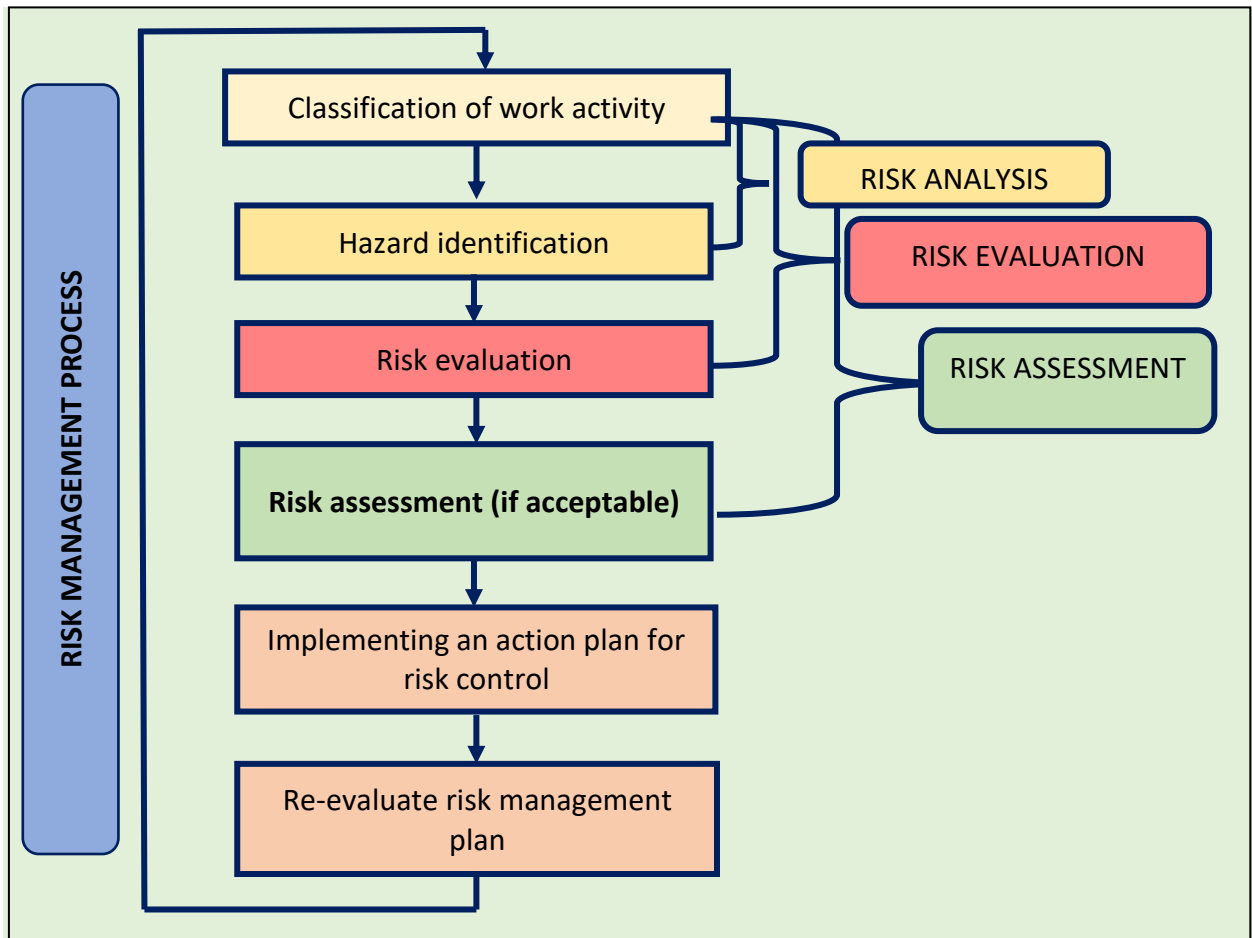 RISK MANAGEMENT PROCESS
Classification of work activity
Hazard identification
Risk evaluation
Risk assessment (if acceptable)
Implementing an action plan for
risk control
Re-evaluate risk management
plan
RISK ANALYSIS
RISK EVALUATION
RISK ASSESSMENT